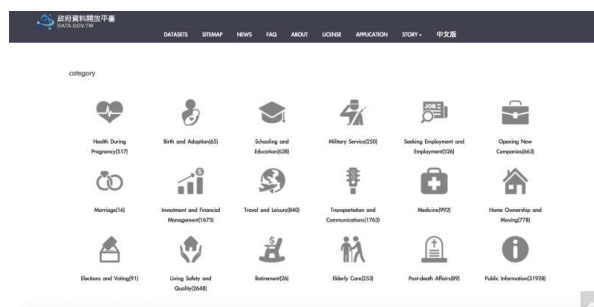 政府資料開放平臺
DATA.GOV.TW
DATASETS SITEMAP NEWS FAQ ABOUT LICENSE APPLICATION STORY 中文版
category
Health During
Pregnancy(517)
Birth and Adoption(65)
Schooling and
Education(628)
Military Service(250)
JOB
Seeking Employment and
Employment(526)
Opening New
Companies(663)
Marriage(16)
$
Investment and Financial
Management(1675)
Travel and Leisure(840)
Transportation and
Communications(1763)
Medicine(992)
Home Ownership and
Moving(778)
Elections and Voting(91)
Living Safety and
Quality(2648)
$
Retirement(26)
Elderly Care(253)
Post-death Affairs(89)
Public Information(31928)